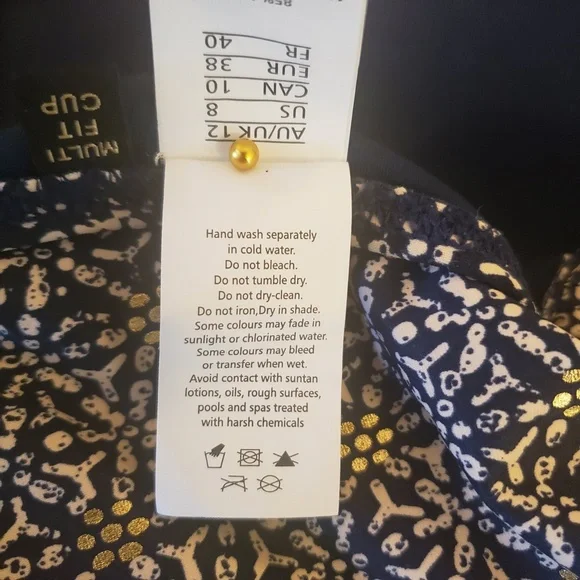 85%
FR 40
EUR 38
CAN 10
US 8
AU/UK 12
MULTI
FIT
CUP
Hand wash separately
in cold water.
Do not bleach.
Do not tumble dry.
Do not dry-clean.
Do not iron,Dry in shade.
Some colours may fade in
sunlight or chlorinated water.
Some colours may bleed
or transfer when wet.
Avoid contact with suntan
lotions, oils, rough surfaces,
pools and spas treated
with harsh chemicals